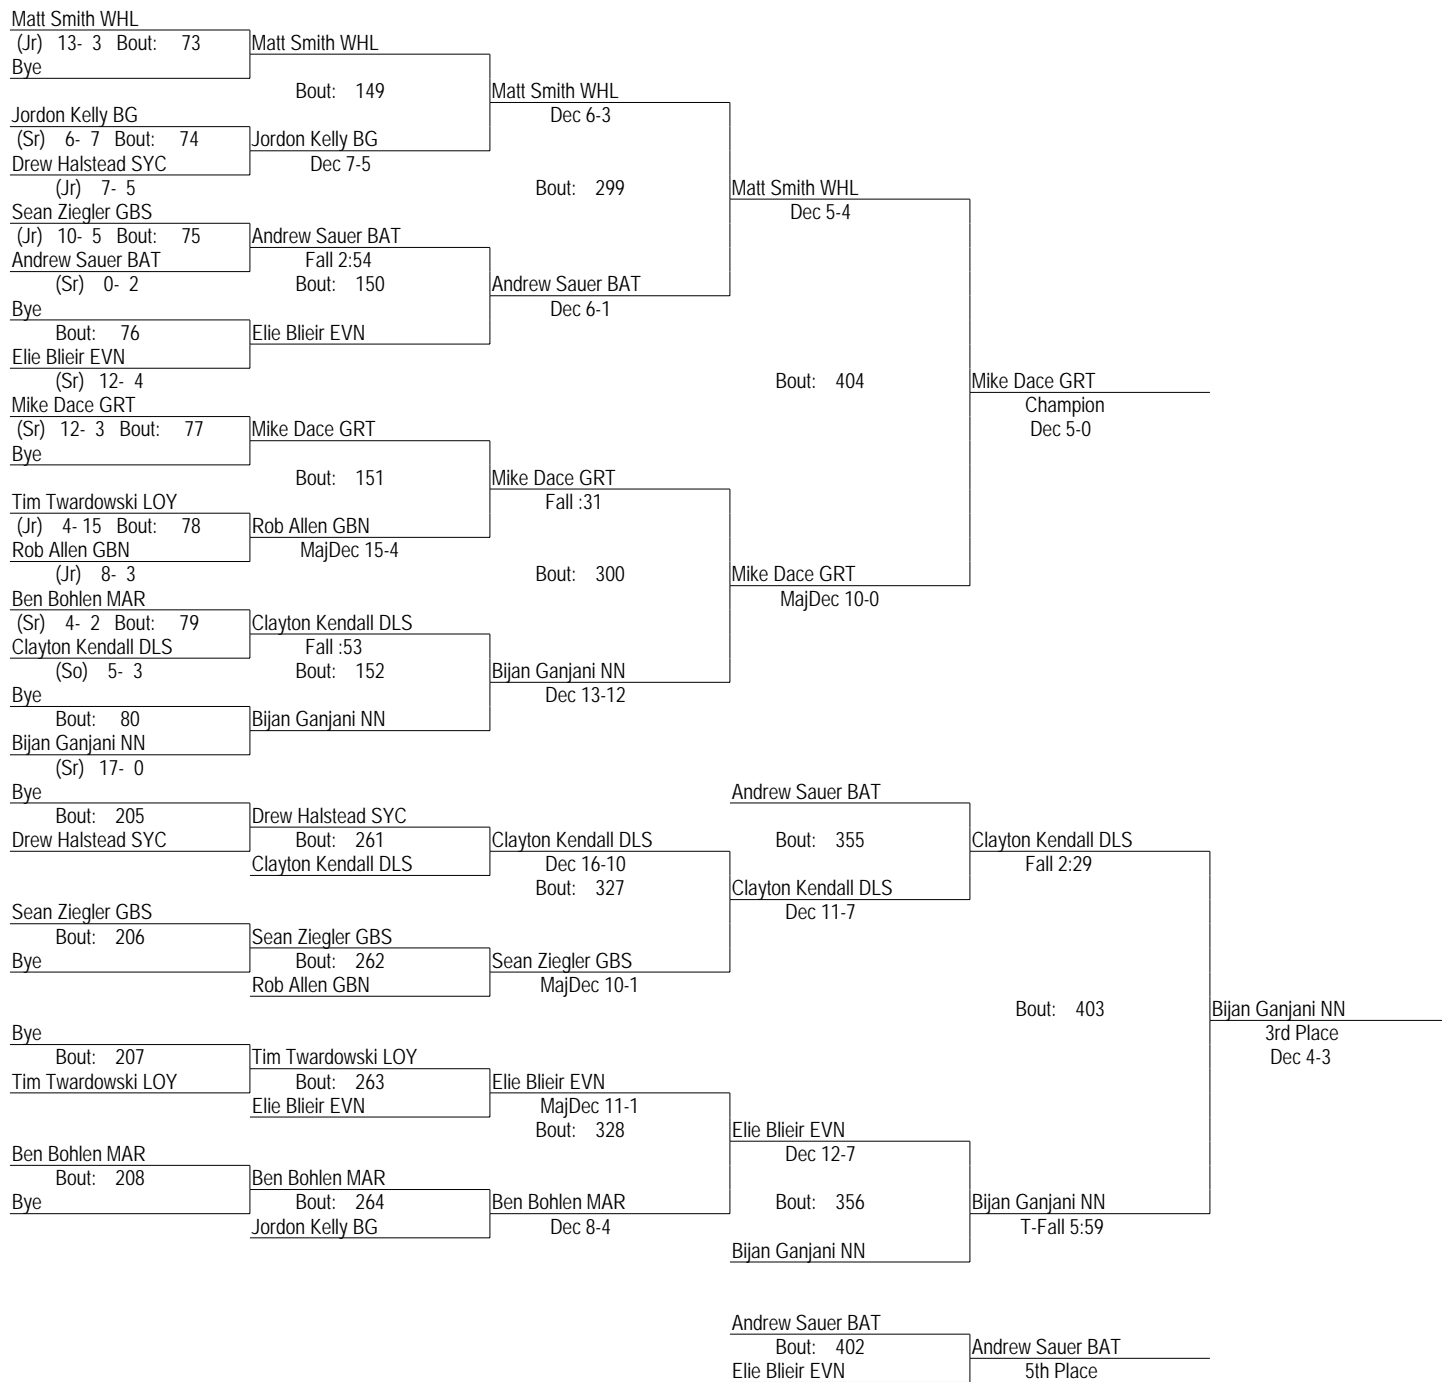 Matt Smith WHL
(Jr) 13- 3 Bout: 73
Matt Smith WHL
Bye
Bout: 149
Matt Smith WHL
Dec 6-3
Jordon Kelly BG
(Sr) 6- 7 Bout: 74
Jordon Kelly BG
Drew Halstead SYC
Dec 7-5
(Jr) 7- 5
Bout: 299
Matt Smith WHL
Dec 5-4
Sean Ziegler GBS
(Jr) 10- 5 Bout: 75
Andrew Sauer BAT
Andrew Sauer BAT
Fall 2:54
(Sr) 0- 2
Bout: 150
Andrew Sauer BAT
Dec 6-1
Bye
Bout: 76
Elie Blieir EVN
Elie Blieir EVN
(Sr) 12- 4
Bout: 404
Mike Dace GRT
Champion
Dec 5-0
Mike Dace GRT
(Sr) 12- 3 Bout: 77
Mike Dace GRT
Bye
Bout: 151
Mike Dace GRT
Fall :31
Tim Twardowski LOY
(Jr) 4- 15 Bout: 78
Rob Allen GBN
Rob Allen GBN
MajDec 15-4
(Jr) 8- 3
Bout: 300
Mike Dace GRT
MajDec 10-0
Ben Bohlen MAR
(Sr) 4- 2 Bout: 79
Clayton Kendall DLS
Clayton Kendall DLS
Fall :53
(So) 5- 3
Bout: 152
Bijan Ganjani NN
Dec 13-12
Bye
Bout: 80
Bijan Ganjani NN
Bijan Ganjani NN
(Sr) 17- 0
Bye
Bout: 205
Drew Halstead SYC
Drew Halstead SYC
Bout: 261
Clayton Kendall DLS
Clayton Kendall DLS
Dec 16-10
Bout: 327
Andrew Sauer BAT
Bout: 355
Clayton Kendall DLS
Fall 2:29
Clayton Kendall DLS
Dec 11-7
Sean Ziegler GBS
Bout: 206
Sean Ziegler GBS
Bye
Bout: 262
Sean Ziegler GBS
Rob Allen GBN
MajDec 10-1
Bout: 403
Bijan Ganjani NN
3rd Place
Dec 4-3
Bye
Bout: 207
Tim Twardowski LOY
Tim Twardowski LOY
Bout: 263
Elie Blieir EVN
Elie Blieir EVN
MajDec 11-1
Bout: 328
Elie Blieir EVN
Dec 12-7
Ben Bohlen MAR
Bout: 208
Ben Bohlen MAR
Bye
Bout: 264
Ben Bohlen MAR
Jordon Kelly BG
Dec 8-4
Bout: 356
Bijan Ganjani NN
T-Fall 5:59
Bijan Ganjani NN
Andrew Sauer BAT
Bout: 402
Andrew Sauer BAT
Elie Blieir EVN
5th Place